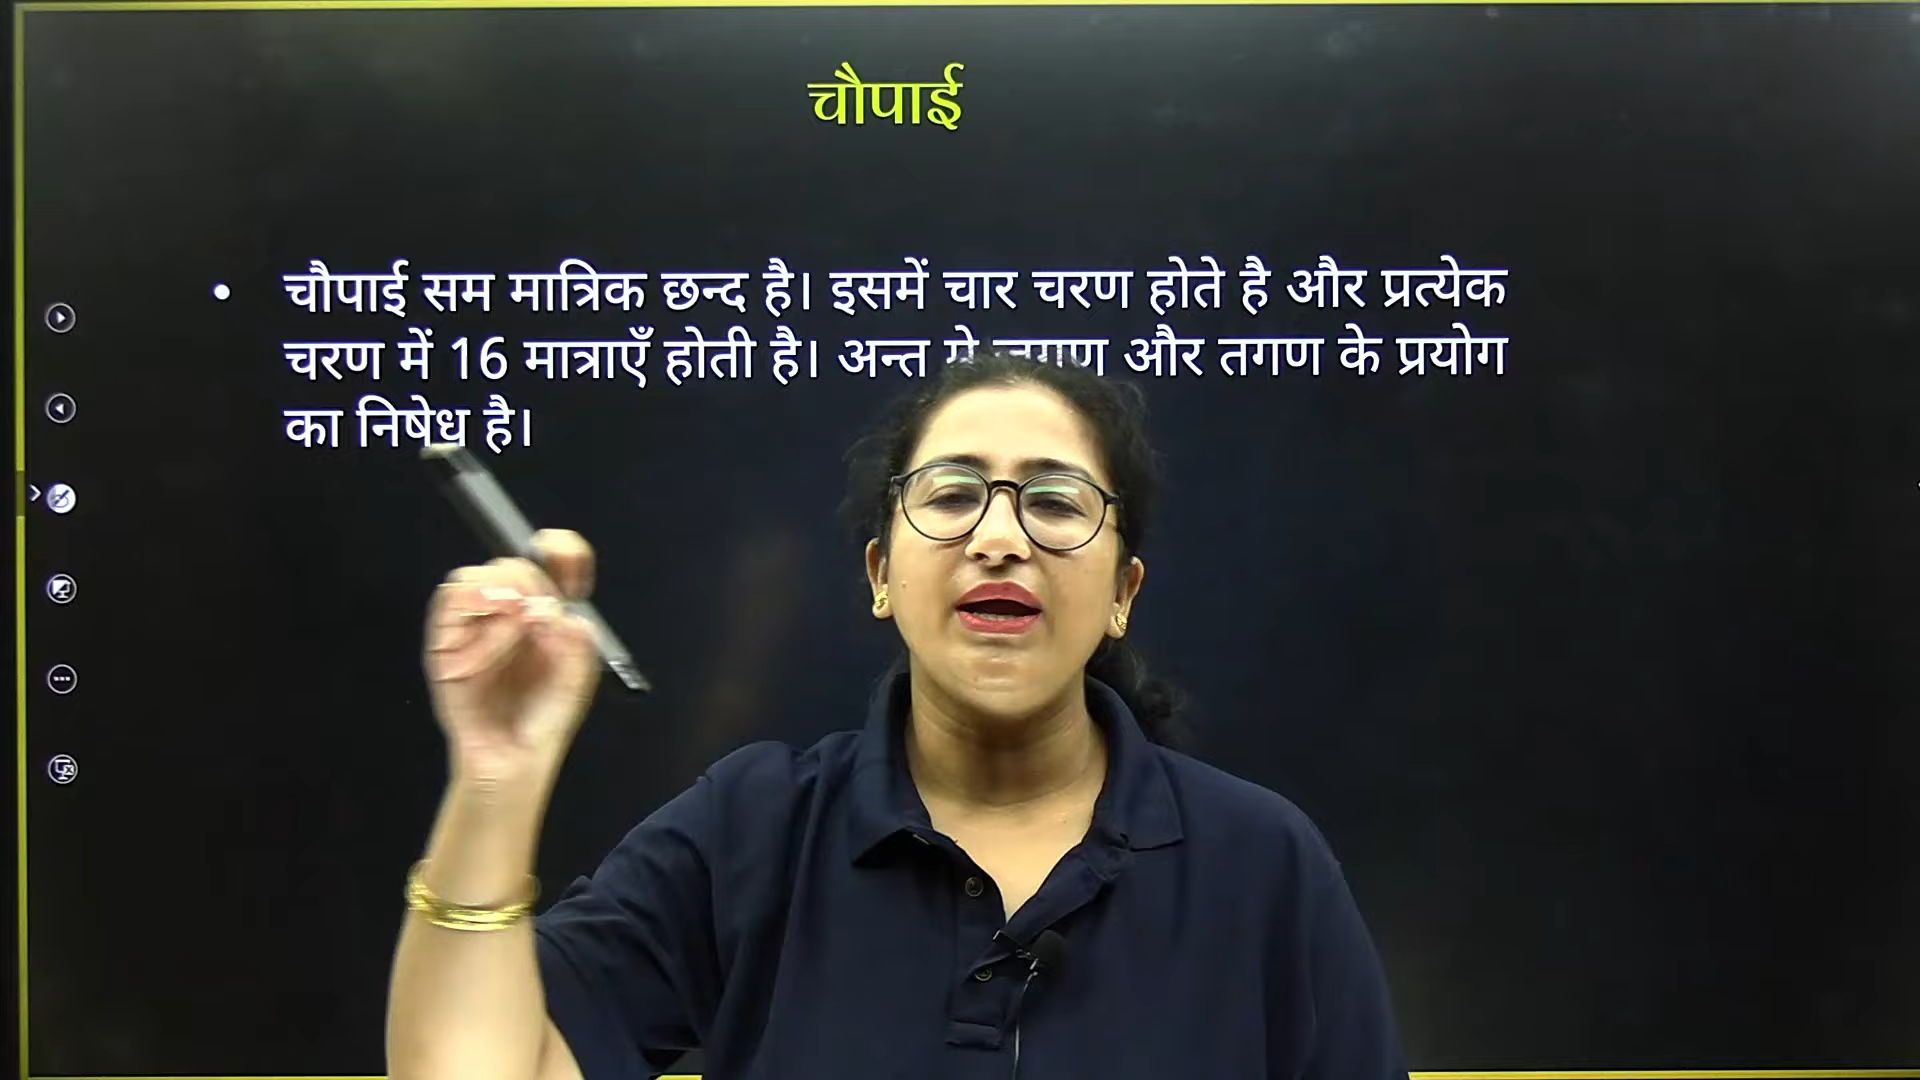 चौपाई
• चौपाई सम मात्रिक छन्द है। इसमें चार चरण होते है और प्रत्येक
चरण में 16 मात्राएँ होती है। अन्त और तगण के प्रयोग
का निषेध है।